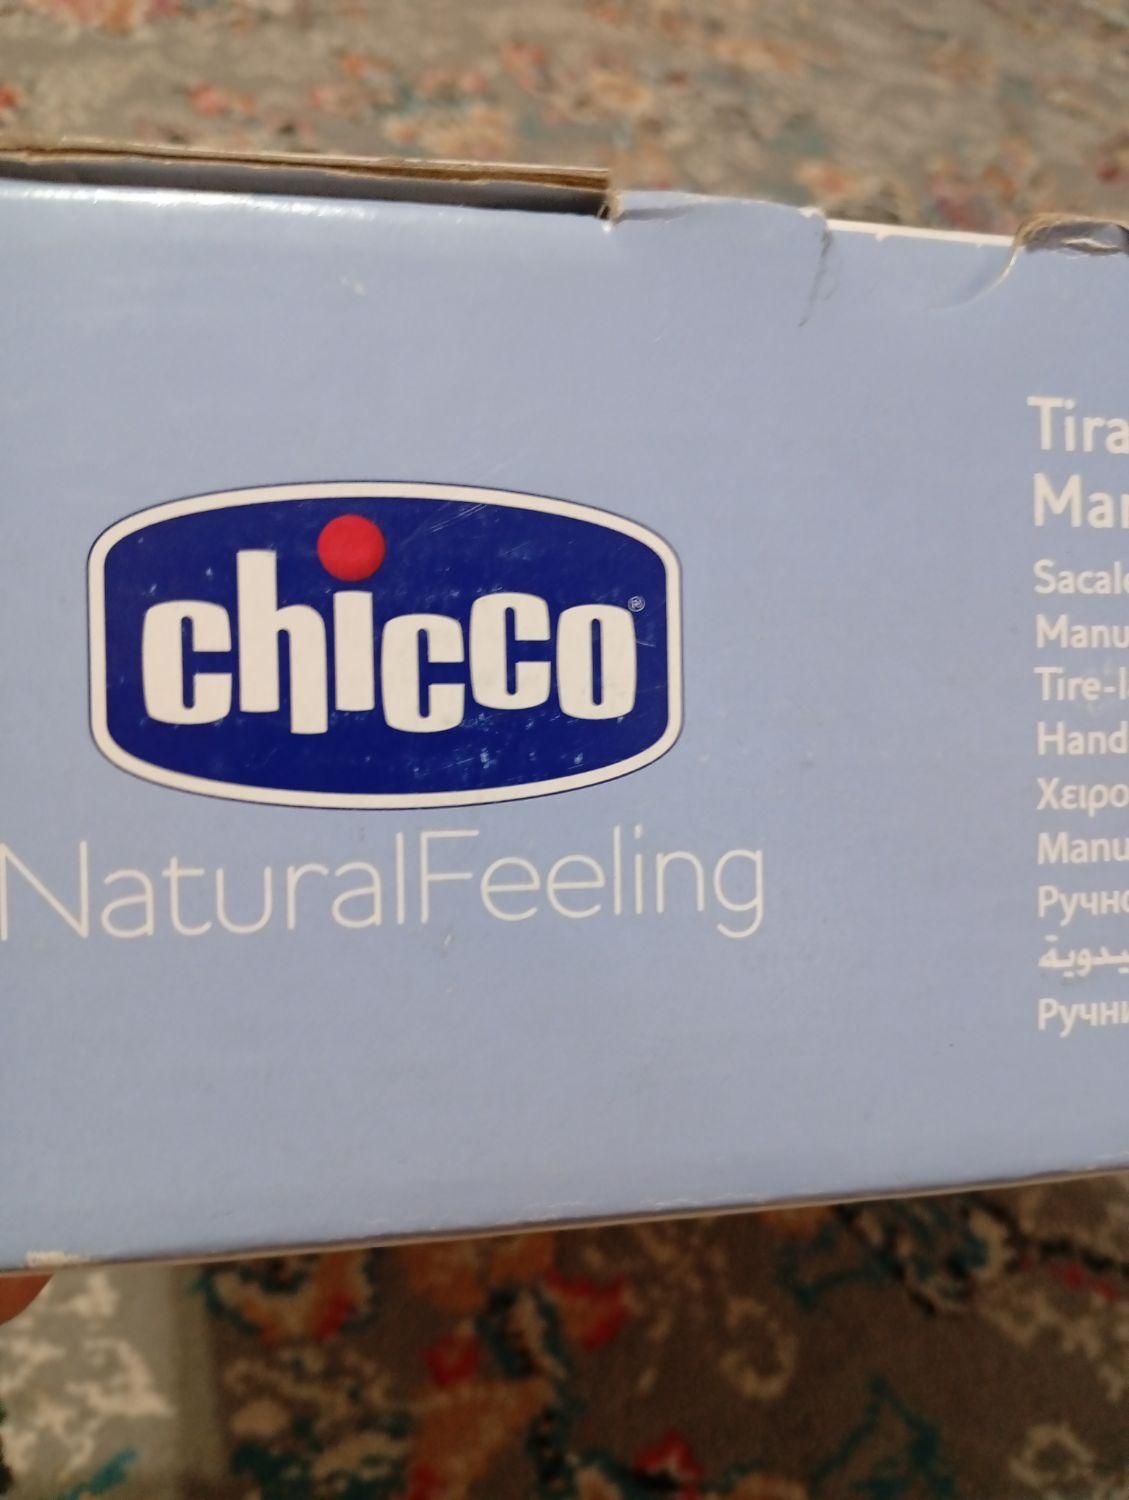 chicco®
NaturalFeeling
Tira
Mar
Sacale
Manu
Tire-l
Hand
Χειρο
Manu
Ручно
يدوية
Ручни